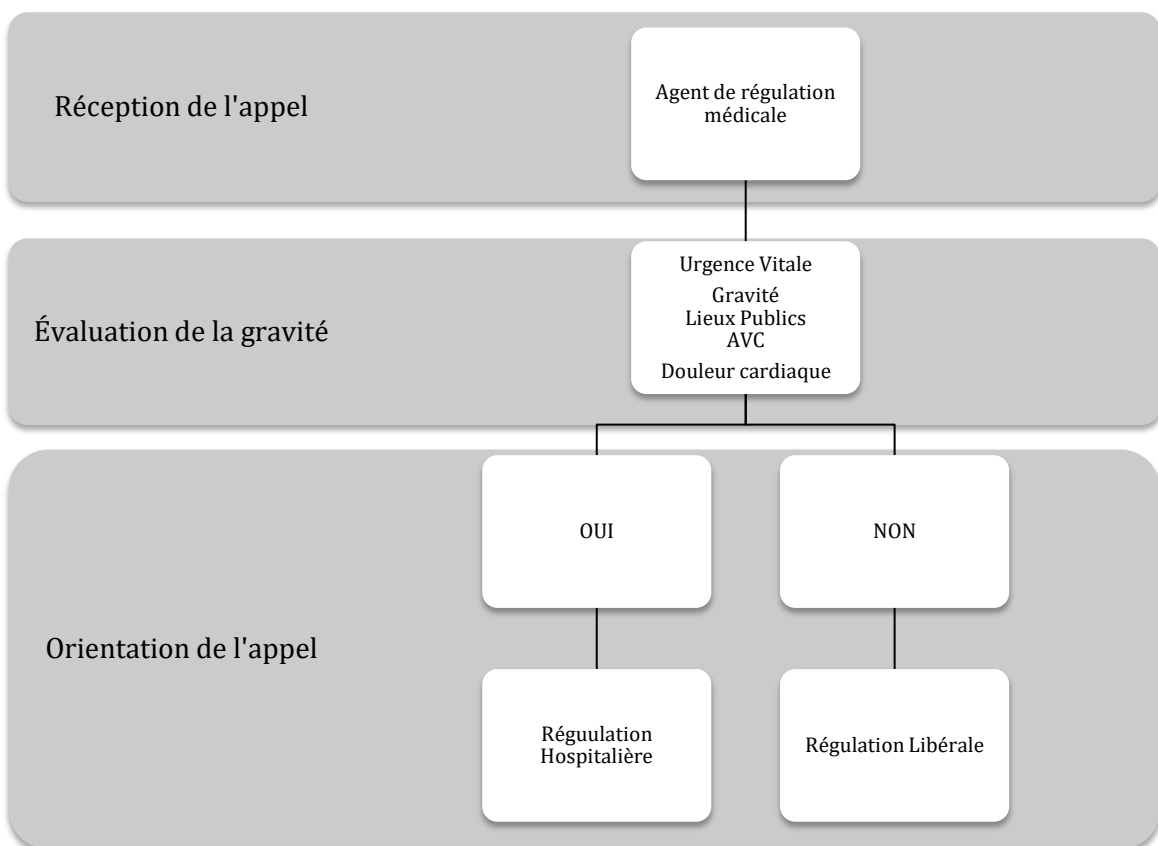 Réception de l'appel
Agent de régulation
médicale
Évaluation de la gravité
Urgence Vitale
Gravité
Lieux Publics
AVC
Douleur cardiaque
Orientation de l'appel
OUI
NON
Réguulation
Hospitalière
Régulation Libérale